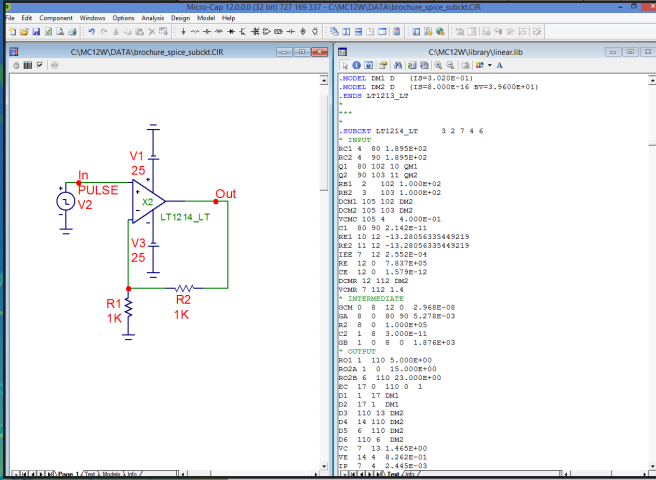 Micro-Cap 12.0.0.0 (32 bit) 727 169 337 - C:\MC12W\DATA\brochure_spice_subckt.CIR
File Edit Component Windows Options Analysis Design Model Help
C:\MC12W\DATA\brochure_spice_subckt.CIR
V1
25
In
PULSE
V2
X2
Out
LT1214_LT
V3
25
R1
1K
R2
1K
Page 1 Text Models Info
C:\MC12W\library\linear.lib
.MODEL DM1 D (IS=3.020E-01)
.MODEL DM2 D (IS=8.000E-16 BV=3.9600E+01)
.ENDS LT1213_LT
*
***
*
.SUBCKT LT1214_LT 3 2 7 4 6
* INPUT
RC1 4 80 1.895E+02
RC2 4 90 1.895E+02
Q1 80 102 10 QM1
Q2 90 103 11 QM2
RB1 2 102 1.000E+02
RB2 3 103 1.000E+02
DCM1 105 102 DM2
DCM2 105 103 DM2
VCMC 105 4 4.000E-01
C1 80 90 2.142E-11
RE1 10 12 -13.28056335449219
RE2 11 12 -13.28056335449219
IEE 7 12 2.552E-04
RE 12 0 7.837E+05
CE 12 0 1.579E-12
DCMR 12 112 DM2
VCMR 7 112 1.4
* INTERMEDIATE
GCM 0 8 12 0 2.968E-08
GA 8 0 80 90 5.278E-03
R2 8 0 1.000E+05
C2 1 8 3.000E-11
GB 1 0 8 0 1.876E+03
* OUTPUT
RO1 1 110 5.000E+00
RO2A 1 0 15.000E+00
RO2B 6 110 23.000E+00
EC 17 0 110 0 1
D1 1 17 DM1
D2 17 1 DM1
D3 110 13 DM2
D4 14 110 DM2
D5 6 110 DM2
D6 110 6 DM2
VC 7 13 1.465E+00
VE 14 4 8.262E-01
IP 7 4 2.445E-03
Text Info